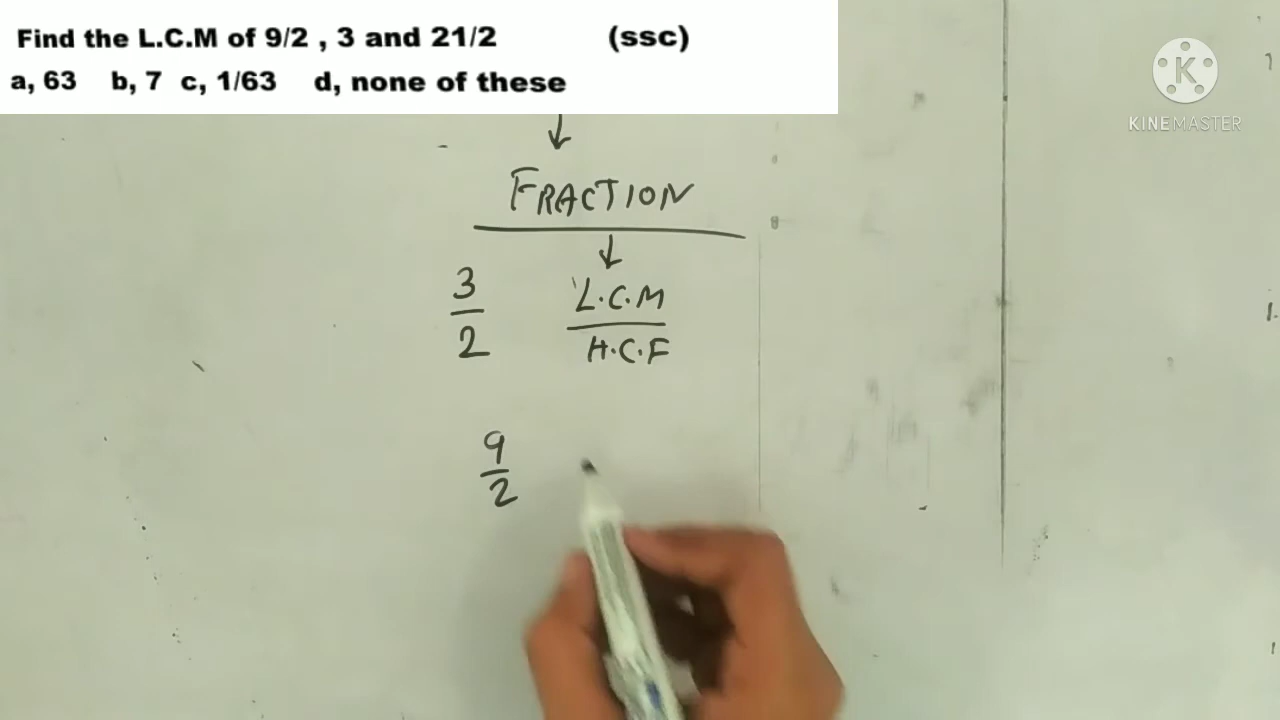 Find the L.C.M of 9/2 , 3 and 21/2 (ssc)
a, 63 b, 7 c, 1/63 d, none of these
KINEMASTER
↓
FRACTION
↓
3/2 L.C.M/H.C.F
9/2